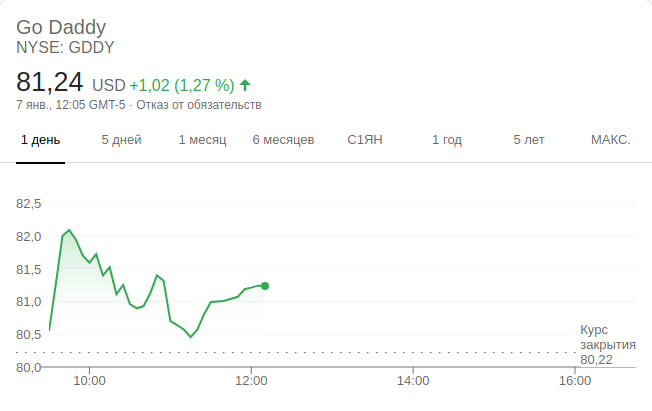 Go Daddy
NYSE: GDDY
81,24 USD +1,02 (1,27 %)
7 янв., 12:05 GMT-5 · Отказ от обязательств
1 день 5 дней 1 месяц 6 месяцев С1ЯН 1 год 5 лет МАКС.
82,5
82,0
81,5
81,0
80,5
80,0
Курс
закрытия
80,22
10:00 12:00 14:00 16:00